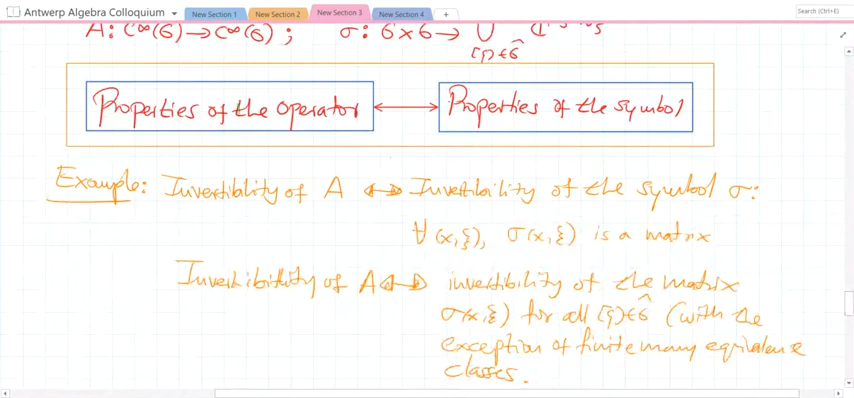 Antwerp Algebra Colloquium
New Section 1
New Section 2
New Section 3
New Section 4
+
Search (Ctrl+E)
A: C∞(G) → C∞(G) ; σ: G×Ĝ → ∪
[ξ]∈Ĝ
Properties of the operator ↔ Properties of the symbol
Example: Invertiblity of A ↔ Invertibility of the symbol σ:
∀(x,ξ), σ(x,ξ) is a matrix
Invertibility of A ↔ invertibility of the matrix
σ(x,ξ) for all [ξ]∈Ĝ (with the
exception of finite many equivalence
classes.